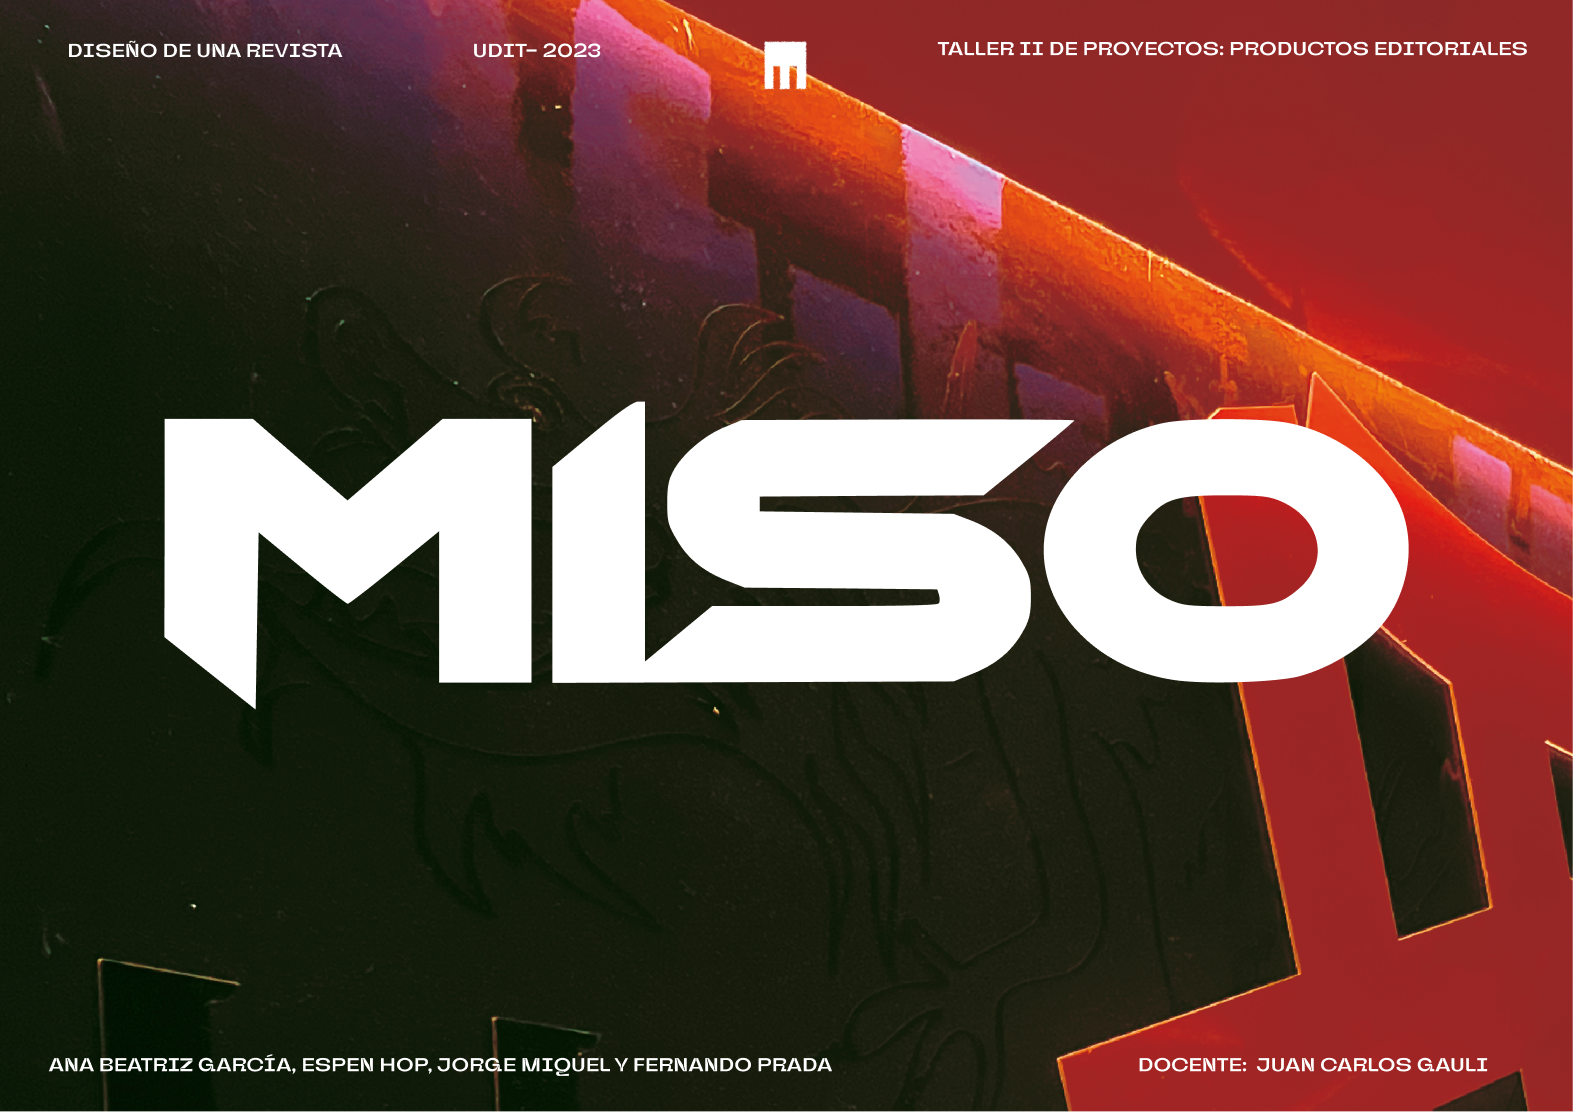 DISEÑO DE UNA REVISTA
UDIT- 2023
TALLER II DE PROYECTOS: PRODUCTOS EDITORIALES
MISO
ANA BEATRIZ GARCÍA, ESPEN HOP, JORGE MIQUEL Y FERNANDO PRADA
DOCENTE: JUAN CARLOS GAULI